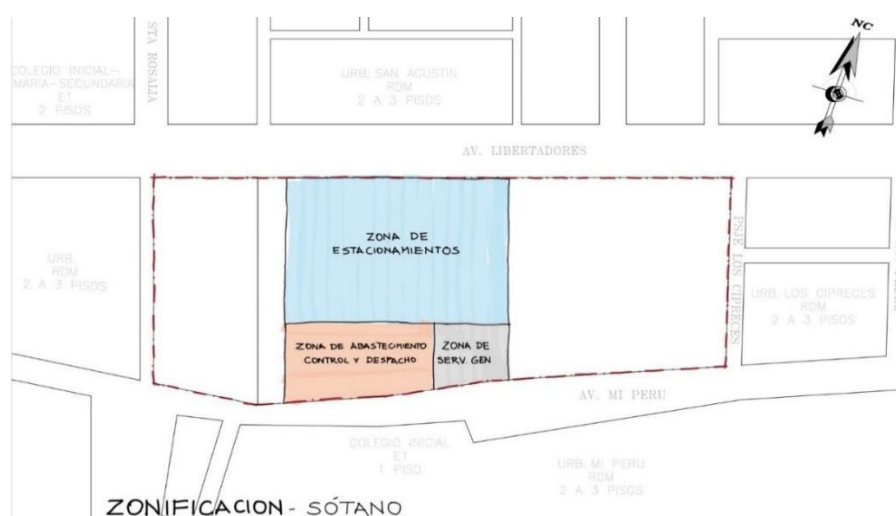 NC
STA ROSALIA
COLEGIO INICIAL-
MARIA-SECUNDARIA
E1
2 PISOS
URB. SAN AGUSTIN
RDM
2 A 3 PISOS
AV. LIBERTADORES
ZONA DE
ESTACIONAMIENTOS
URB.
RDM
2 A 3 PISOS
PSJE LOS CIPRECES
URB. LOS CIPRECES
RDM
2 A 3 PISOS
ZONA DE ABASTECIMIENTO
CONTROL Y DESPACHO
ZONA DE
SERV. GEN
AV. MI PERU
COLEGIO INICIAL
E1
1 PISO
URB. MI PERU
RDM
2 A 3 PISOS
ZONIFICACION - SÓTANO